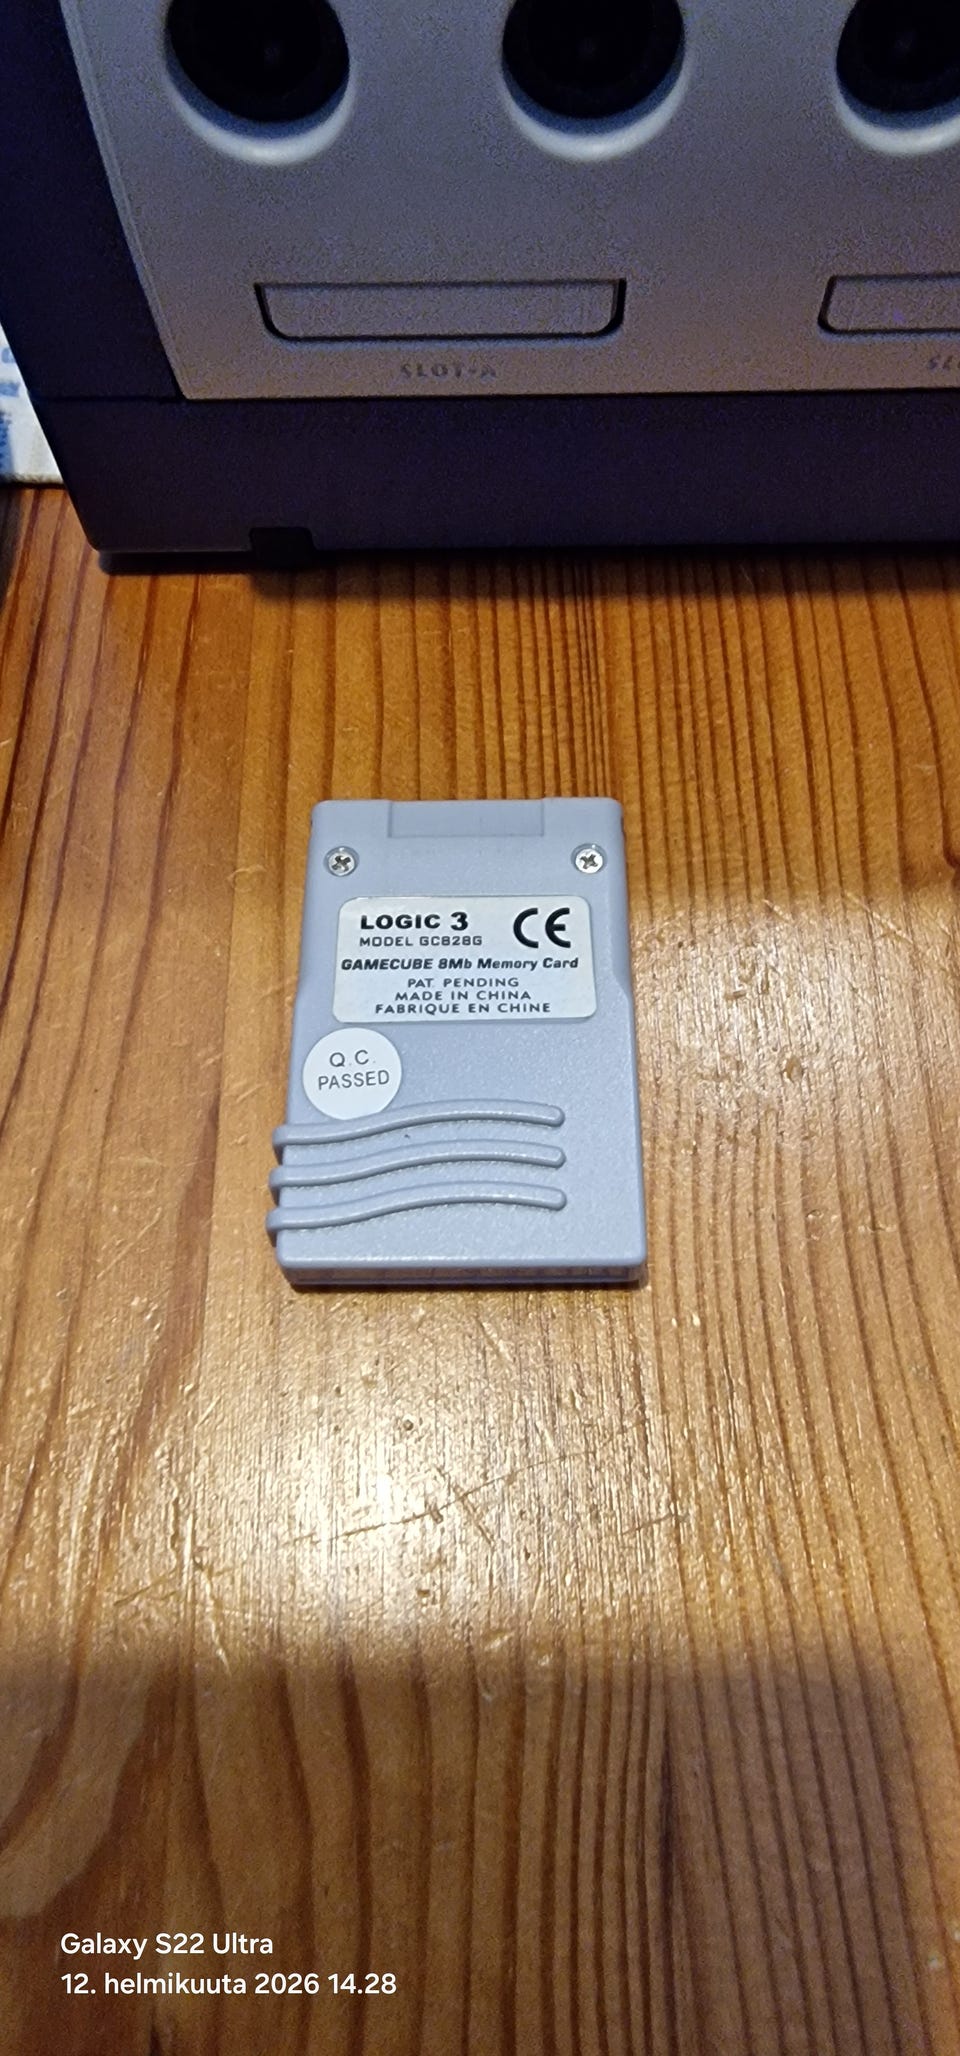 SLOT-A
LOGIC 3
CE
MODEL GC828G
GAMECUBE 8Mb Memory Card
PAT. PENDING
MADE IN CHINA
FABRIQUE EN CHINE
Q.C.
PASSED
Galaxy S22 Ultra
12. helmikuuta 2026 14.28